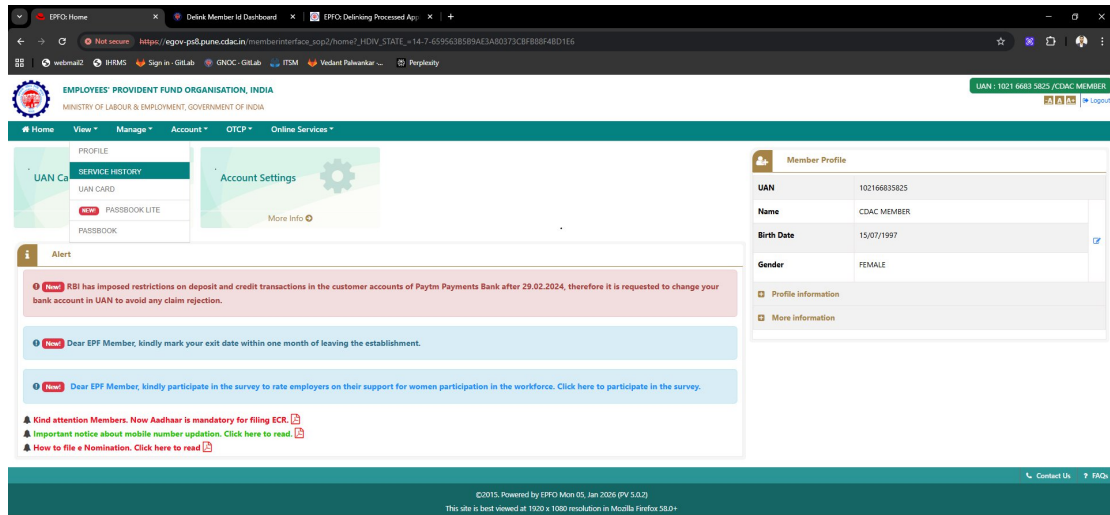 EPFO: Home
Delink Member Id Dashboard
EPFO: Delinking Processed App
Not secure https://egov-ps8.pune.cdac.in/memberinterface_sop2/home?_HDIV_STATE_=14-7-659563B5B9AE3A80373CBFB88F4BD1E6
webmail2 IHRMS Sign in · GitLab GNOC · GitLab ITSM Vedant Palwankar -... Perplexity
EMPLOYEES' PROVIDENT FUND ORGANISATION, INDIA
MINISTRY OF LABOUR & EMPLOYMENT, GOVERNMENT OF INDIA
UAN : 1021 6683 5825 /CDAC MEMBER
-A A A+ Logout
Home View Manage Account OTCP Online Services
PROFILE
SERVICE HISTORY
UAN CARD
NEW! PASSBOOK LITE
PASSBOOK
UAN Ca
Account Settings
More Info
Member Profile
UAN 102166835825
Name CDAC MEMBER
Birth Date 15/07/1997
Gender FEMALE
Profile information
More information
Alert
New! RBI has imposed restrictions on deposit and credit transactions in the customer accounts of Paytm Payments Bank after 29.02.2024, therefore it is requested to change your
bank account in UAN to avoid any claim rejection.
New! Dear EPF Member, kindly mark your exit date within one month of leaving the establishment.
New! Dear EPF Member, kindly participate in the survey to rate employers on their support for women participation in the workforce. Click here to participate in the survey.
Kind attention Members. Now Aadhaar is mandatory for filing ECR.
Important notice about mobile number updation. Click here to read.
How to file e Nomination. Click here to read
Contact Us ? FAQs
©2015. Powered by EPFO Mon 05, Jan 2026 (PV 5.0.2)
This site is best viewed at 1920 x 1080 resolution in Mozilla Firefox 58.0+